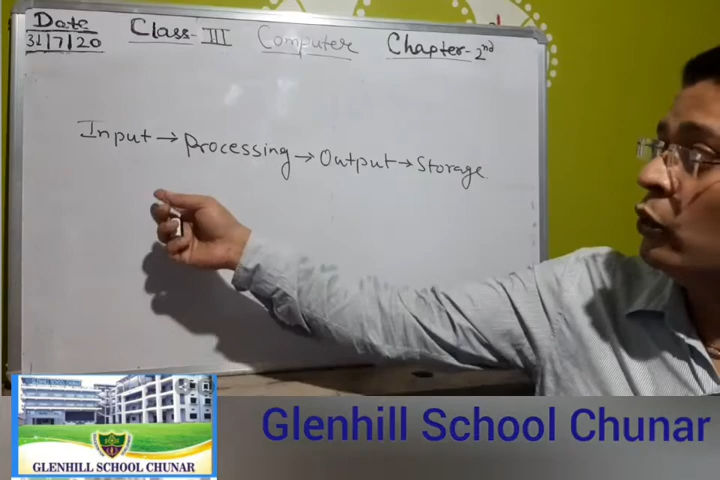 Date Class-III Computer Chapter-2nd
31/7/20
Input → Processing → Output → Storage
GLENHILL SCHOOL CHUNAR
Glenhill School Chunar